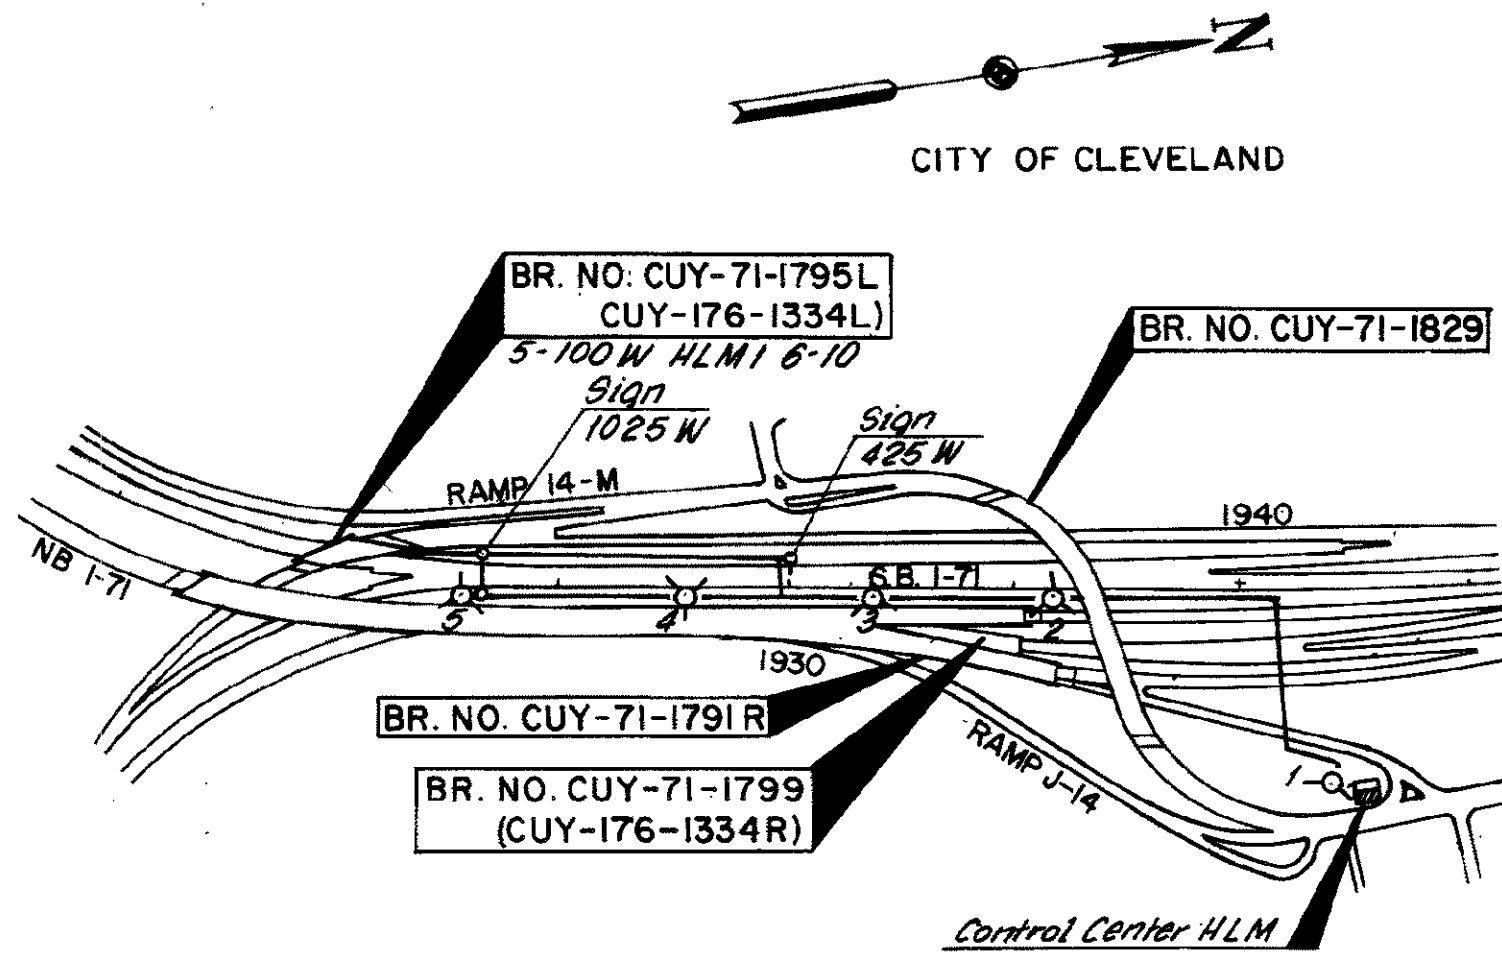 N
CITY OF CLEVELAND
BR. NO: CUY-71-1795L
CUY-176-1334L)
5-100 W HLM1 6-10
BR. NO. CUY-71-1829
Sign
1025 W
Sign
425 W
RAMP 14-M
1940
NB I-71
S.B. I-71
5
4
3
2
1930
BR. NO. CUY-71-1791R
RAMP J-14
1
BR. NO. CUY-71-1799
(CUY-176-1334R)
Control Center HLM